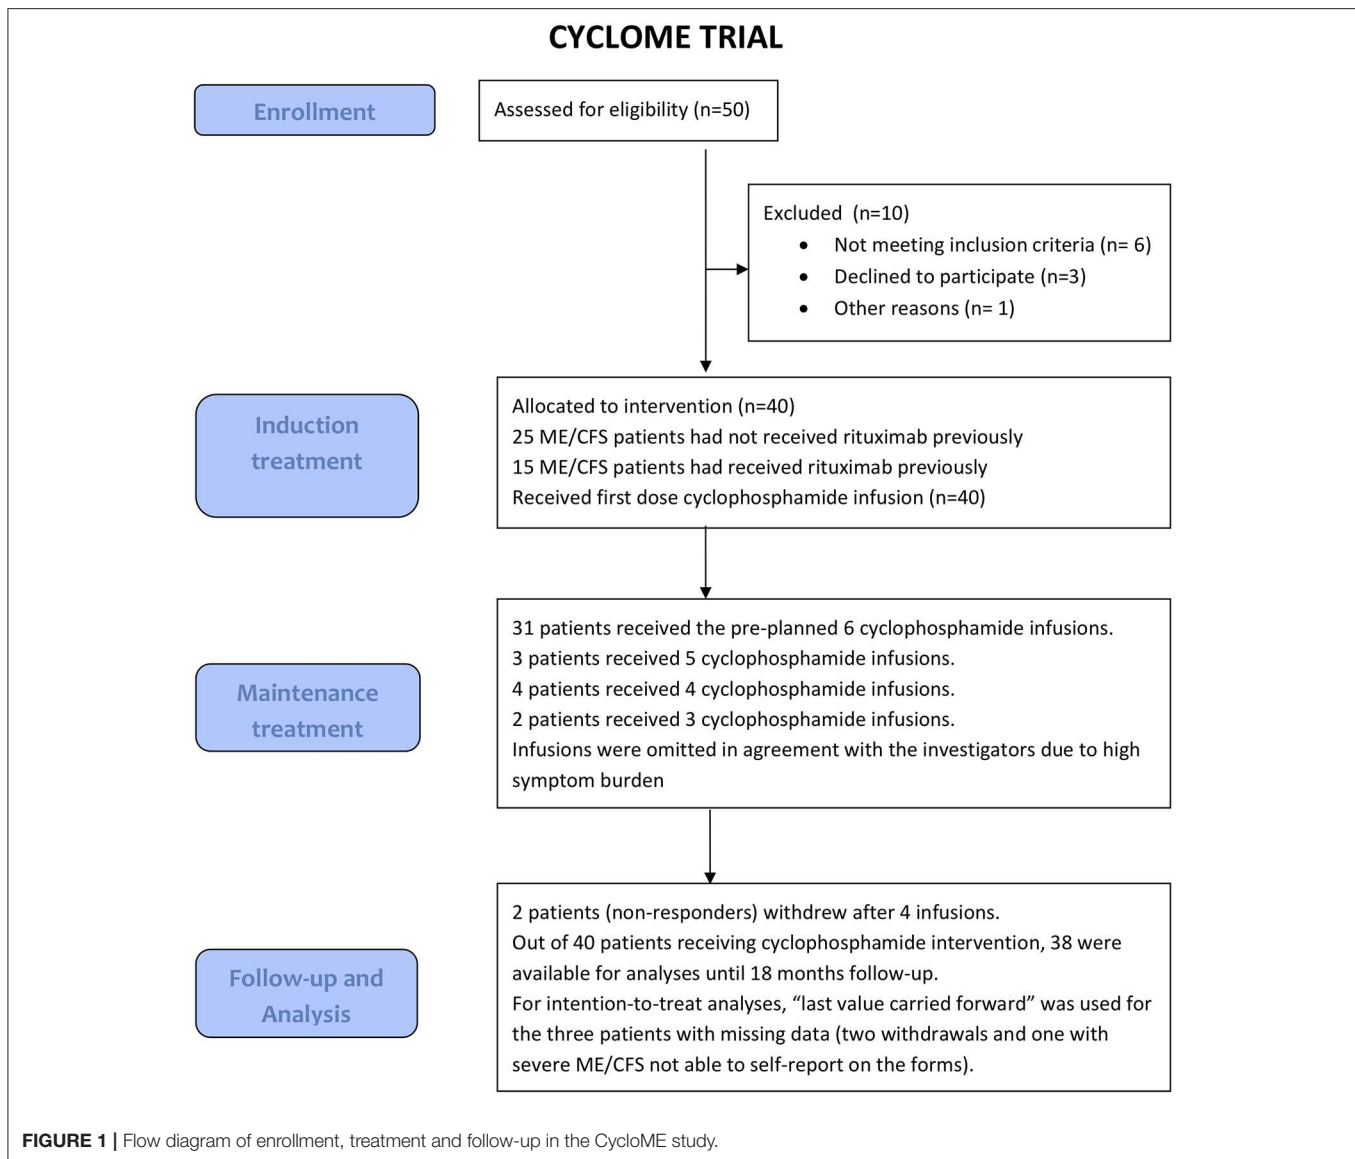 CYCLOME TRIAL
Enrollment
Assessed for eligibility (n=50)
Excluded (n=10)
• Not meeting inclusion criteria (n= 6)
• Declined to participate (n=3)
• Other reasons (n= 1)
Induction
treatment
Allocated to intervention (n=40)
25 ME/CFS patients had not received rituximab previously
15 ME/CFS patients had received rituximab previously
Received first dose cyclophosphamide infusion (n=40)
Maintenance
treatment
31 patients received the pre-planned 6 cyclophosphamide infusions.
3 patients received 5 cyclophosphamide infusions.
4 patients received 4 cyclophosphamide infusions.
2 patients received 3 cyclophosphamide infusions.
Infusions were omitted in agreement with the investigators due to high
symptom burden
Follow-up and
Analysis
2 patients (non-responders) withdrew after 4 infusions.
Out of 40 patients receiving cyclophosphamide intervention, 38 were
available for analyses until 18 months follow-up.
For intention-to-treat analyses, “last value carried forward” was used for
the three patients with missing data (two withdrawals and one with
severe ME/CFS not able to self-report on the forms).
FIGURE 1 | Flow diagram of enrollment, treatment and follow-up in the CycloME study.